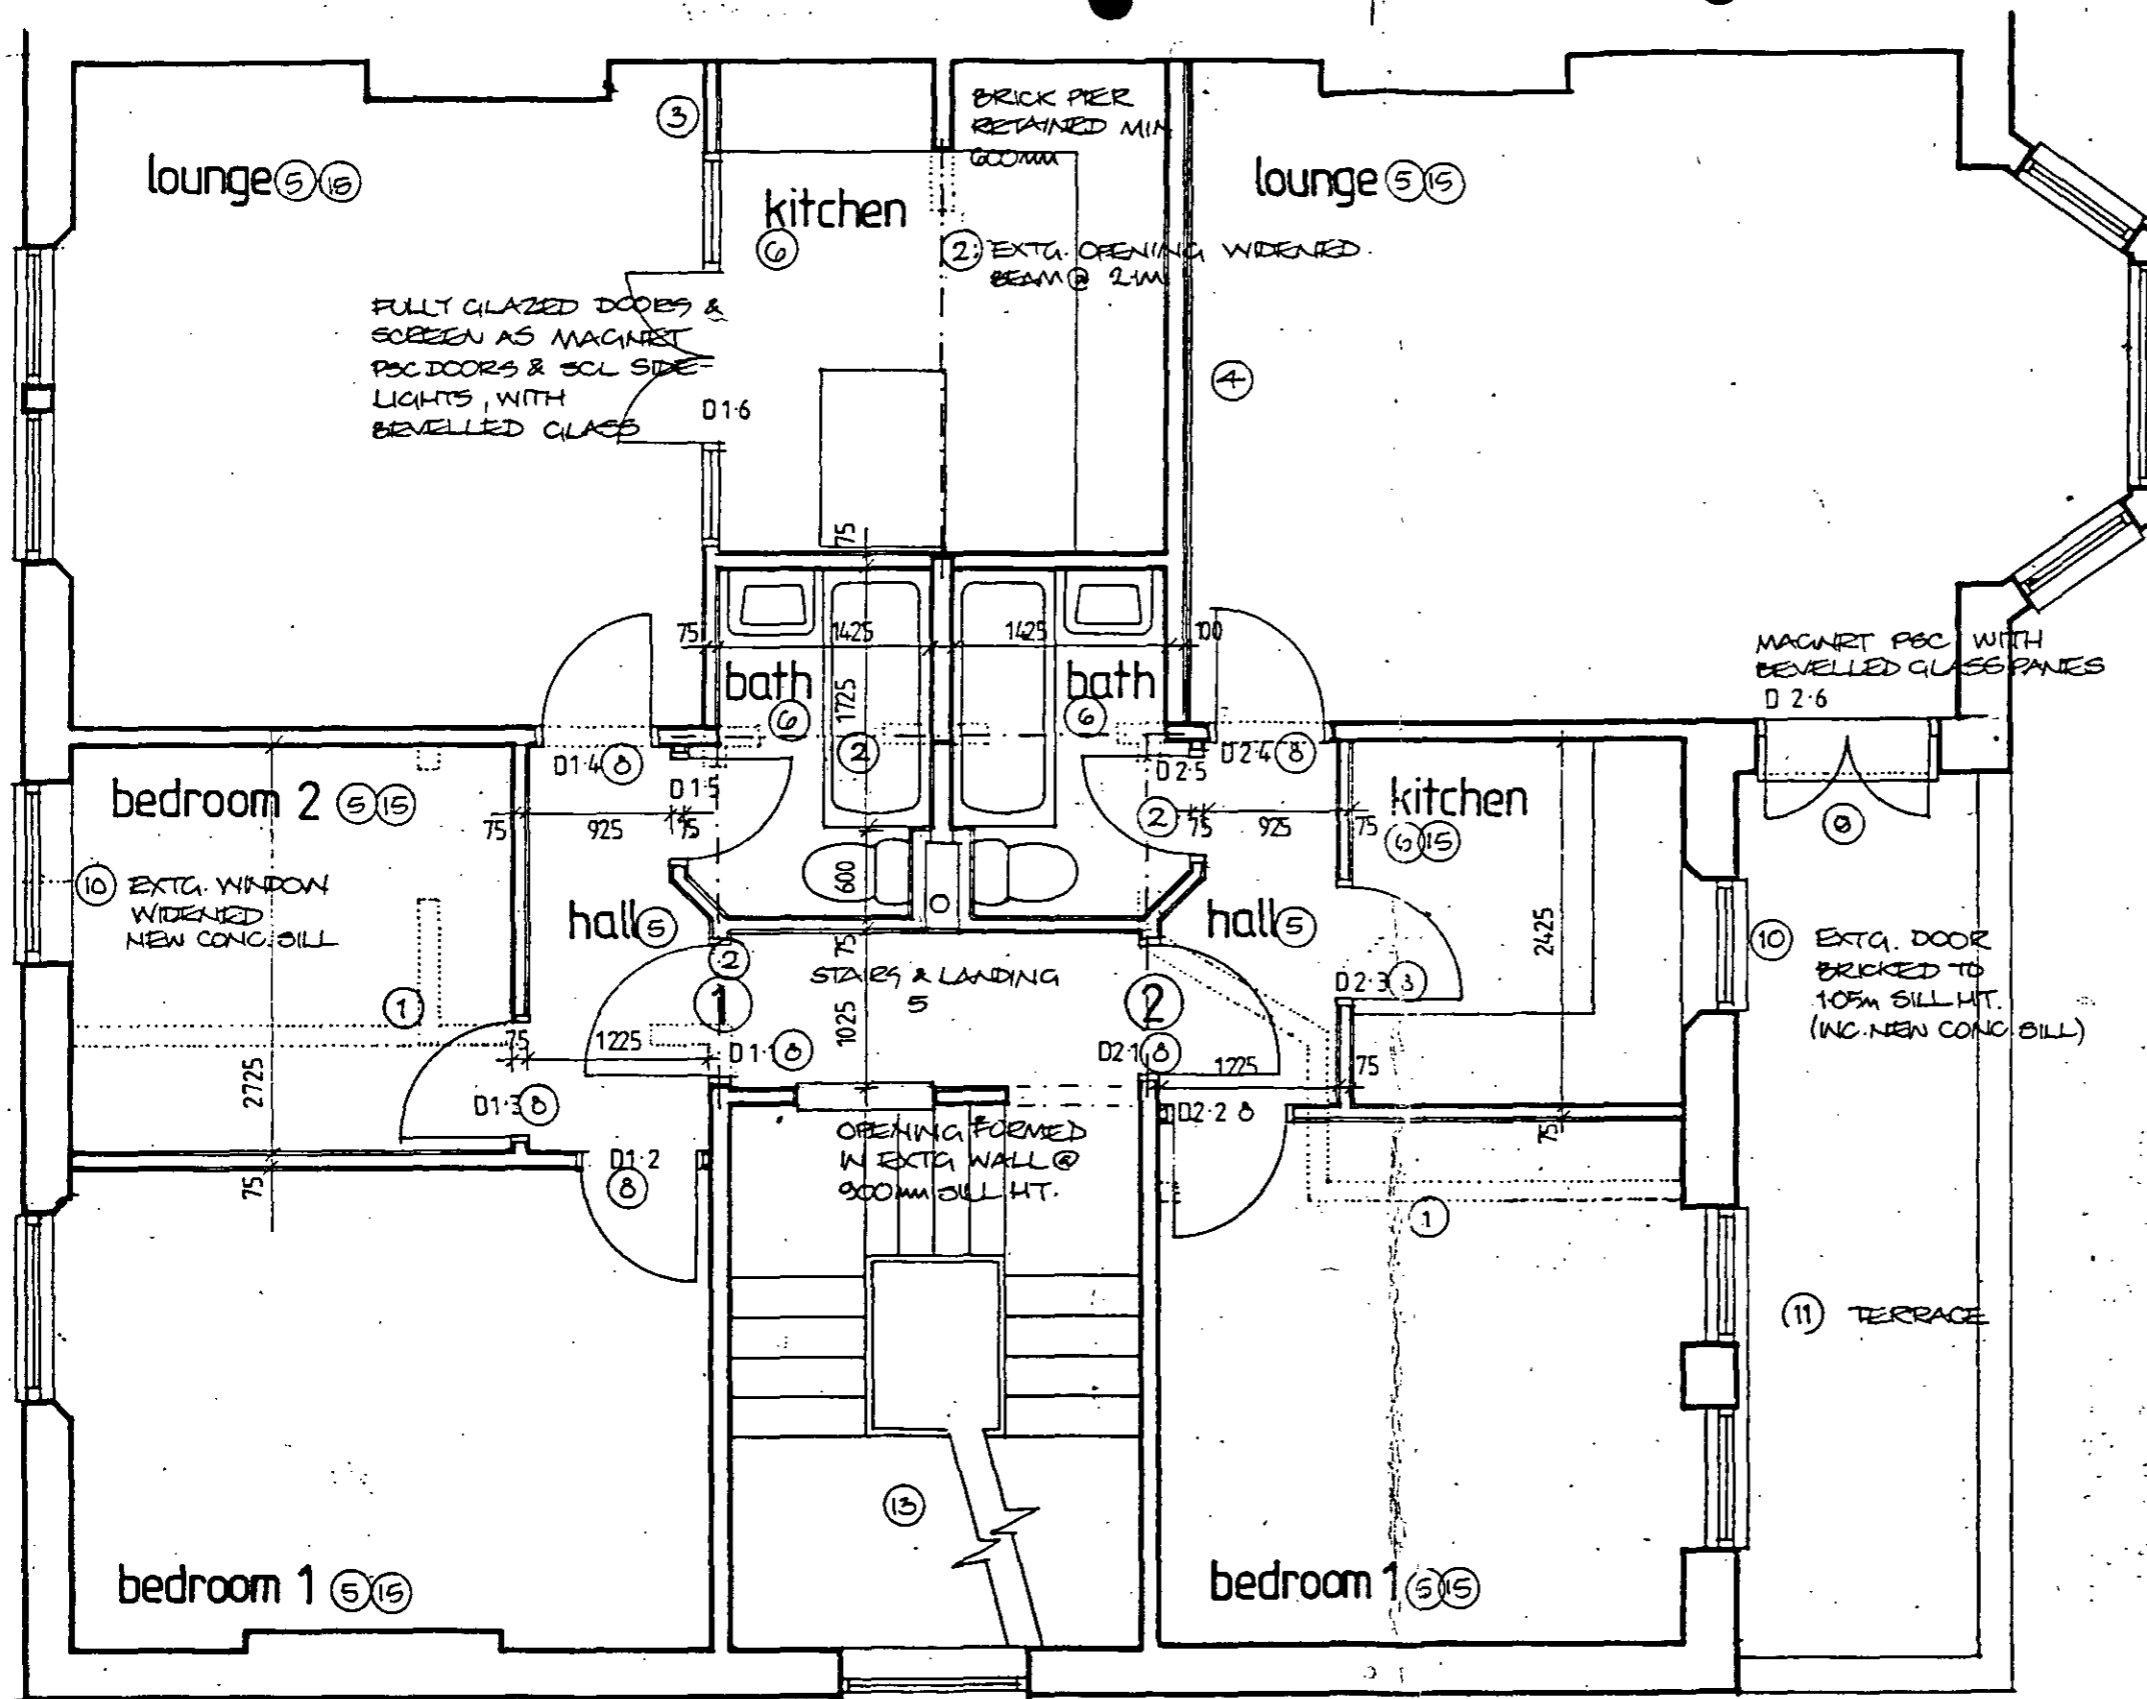 3
BRICK PIER
RETAINED MIN
600mm
lounge 5 15
kitchen
6
lounge 5 15
2 EXTG. OPENING WIDENED.
BEAM @ 2.1M
FULLY GLAZED DOORS &
SCREEN AS MAGNET
PSC DOORS & SCL SIDE-
LIGHTS, WITH
BEVELLED GLASS
D1·6
4
75
75
1425
1425
100
bath
6
1725
bath
6
MAGNET PSC WITH
BEVELLED GLASS PANES
D 2·6
2
D1·4 8
D1·5
D2·5
D2·4 8
bedroom 2 5 15
75
925
75
2
75
925
75
kitchen
6 15
10 EXTG. WINDOW
WIDENED
NEW CONC. SILL
600
hall 5
hall 5
2425
10 EXTG. DOOR
BRICKED TO
1·05m SILL HT.
(INC. NEW CONC. SILL)
2
75
STAIRS & LANDING
5
1
1
2
D2·3 8
1025
75
1225
D1·1 8
D2·1 8
1225
75
2725
D1·3 8
D2·2 8
75
OPENING FORMED
IN EXTG WALL @
900mm SILL HT.
D1·2
8
75
1
11 TERRACE
13
bedroom 1 5 15
bedroom 1 5 15